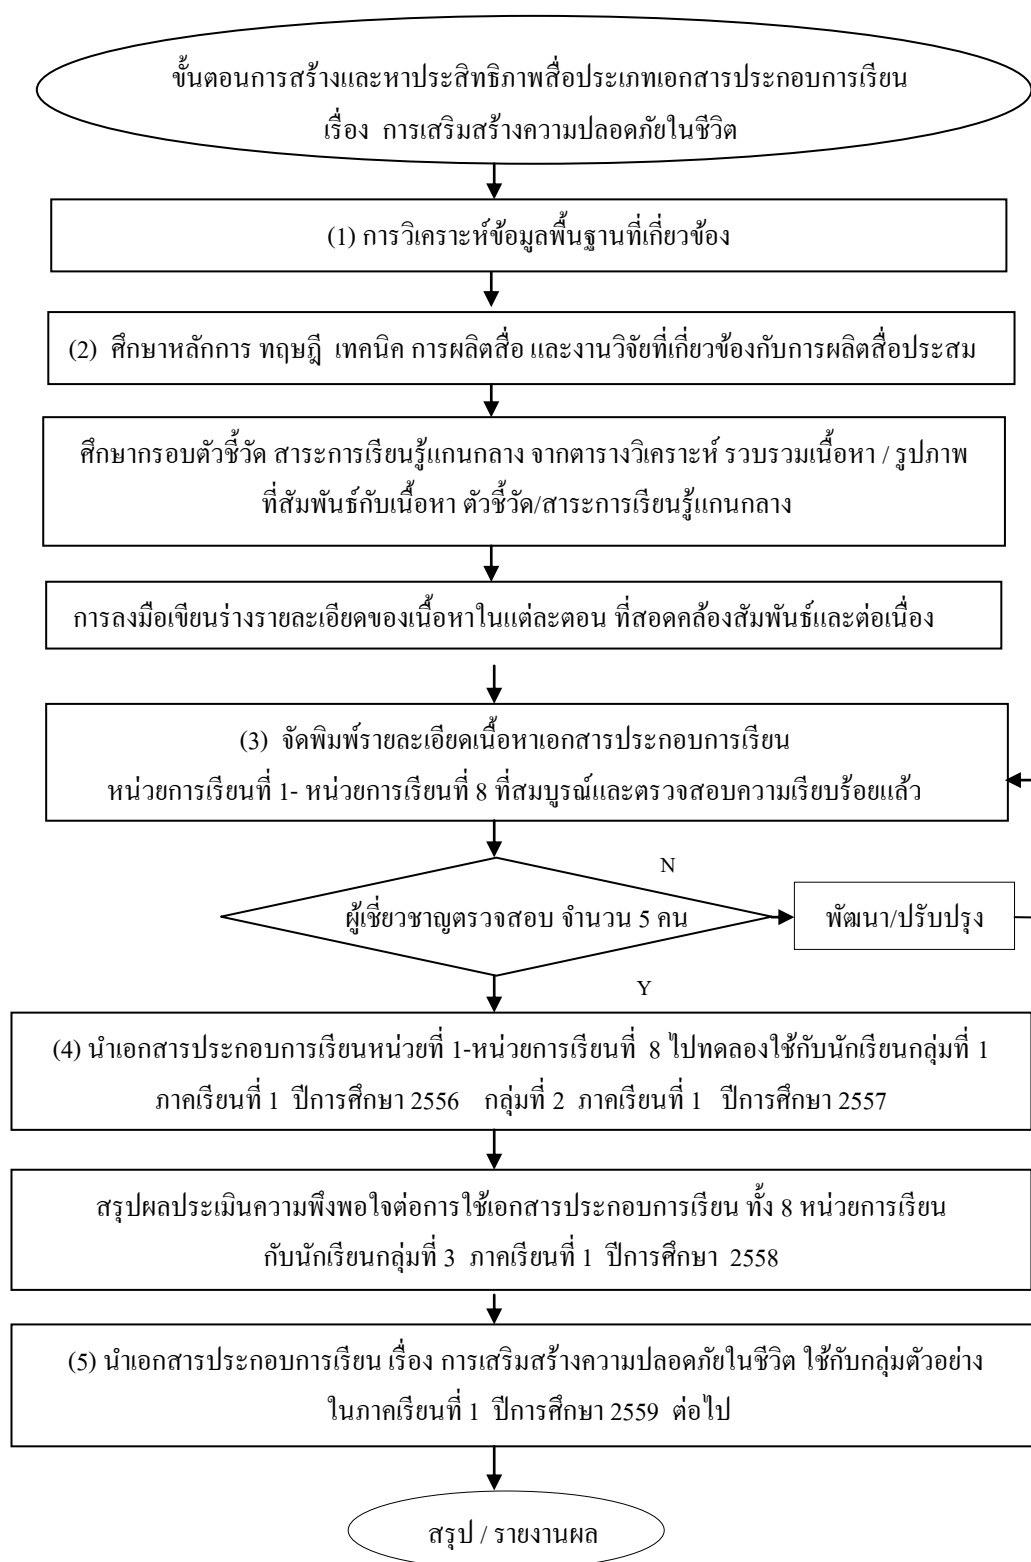 ขั้นตอนการสร้างและหาประสิทธิภาพสื่อประเภทเอกสารประกอบการเรียน
เรื่อง การเสริมสร้างความปลอดภัยในชีวิต
(1) การวิเคราะห์ข้อมูลพื้นฐานที่เกี่ยวข้อง
(2) ศึกษาหลักการ ทฤษฎี เทคนิค การผลิตสื่อ และงานวิจัยที่เกี่ยวข้องกับการผลิตสื่อประสม
ศึกษากรอบตัวชี้วัด สาระการเรียนรู้แกนกลาง จากตารางวิเคราะห์ รวบรวมเนื้อหา / รูปภาพ
ที่สัมพันธ์กับเนื้อหา ตัวชี้วัด/สาระการเรียนรู้แกนกลาง
การลงมือเขียนร่างรายละเอียดของเนื้อหาในแต่ละตอน ที่สอดคล้องสัมพันธ์และต่อเนื่อง
(3) จัดพิมพ์รายละเอียดเนื้อหาเอกสารประกอบการเรียน
หน่วยการเรียนที่ 1- หน่วยการเรียนที่ 8 ที่สมบูรณ์และตรวจสอบความเรียบร้อยแล้ว
N
ผู้เชี่ยวชาญตรวจสอบ จำนวน 5 คน
พัฒนา/ปรับปรุง
Y
(4) นำเอกสารประกอบการเรียนหน่วยที่ 1-หน่วยการเรียนที่ 8 ไปทดลองใช้กับนักเรียนกลุ่มที่ 1
ภาคเรียนที่ 1 ปีการศึกษา 2556 กลุ่มที่ 2 ภาคเรียนที่ 1 ปีการศึกษา 2557
สรุปผลประเมินความพึงพอใจต่อการใช้เอกสารประกอบการเรียน ทั้ง 8 หน่วยการเรียน
กับนักเรียนกลุ่มที่ 3 ภาคเรียนที่ 1 ปีการศึกษา 2558
(5) นำเอกสารประกอบการเรียน เรื่อง การเสริมสร้างความปลอดภัยในชีวิต ใช้กับกลุ่มตัวอย่าง
ในภาคเรียนที่ 1 ปีการศึกษา 2559 ต่อไป
สรุป / รายงานผล